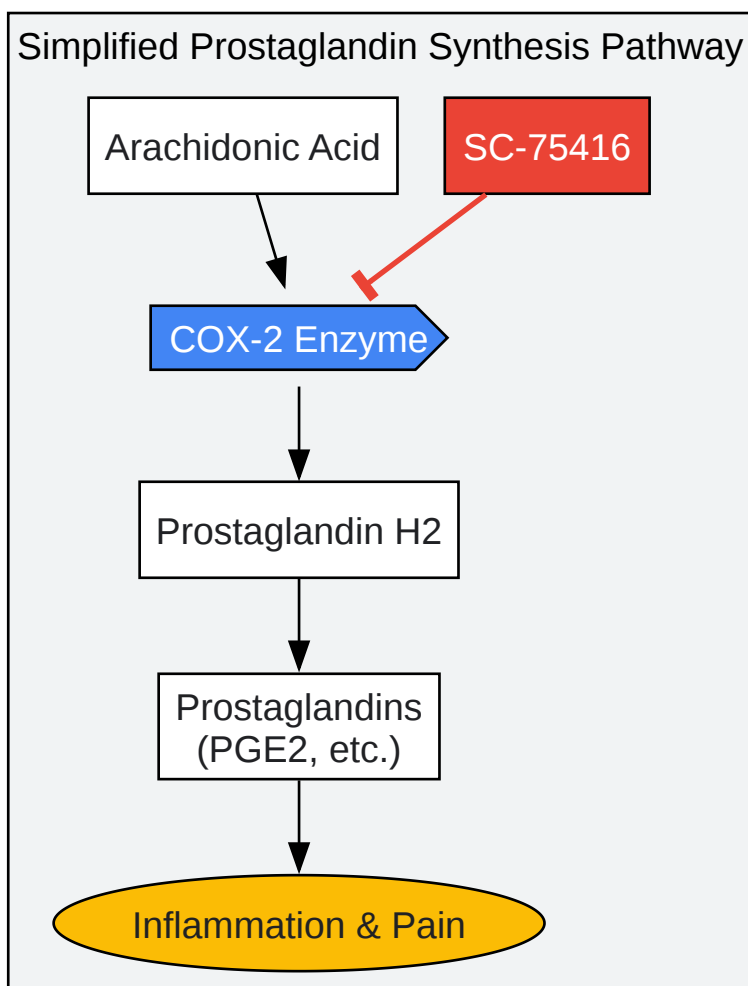 Simplified Prostaglandin Synthesis Pathway
Arachidonic Acid
SC-75416
COX-2 Enzyme
Prostaglandin H2
Prostaglandins
(PGE2, etc.)
Inflammation & Pain